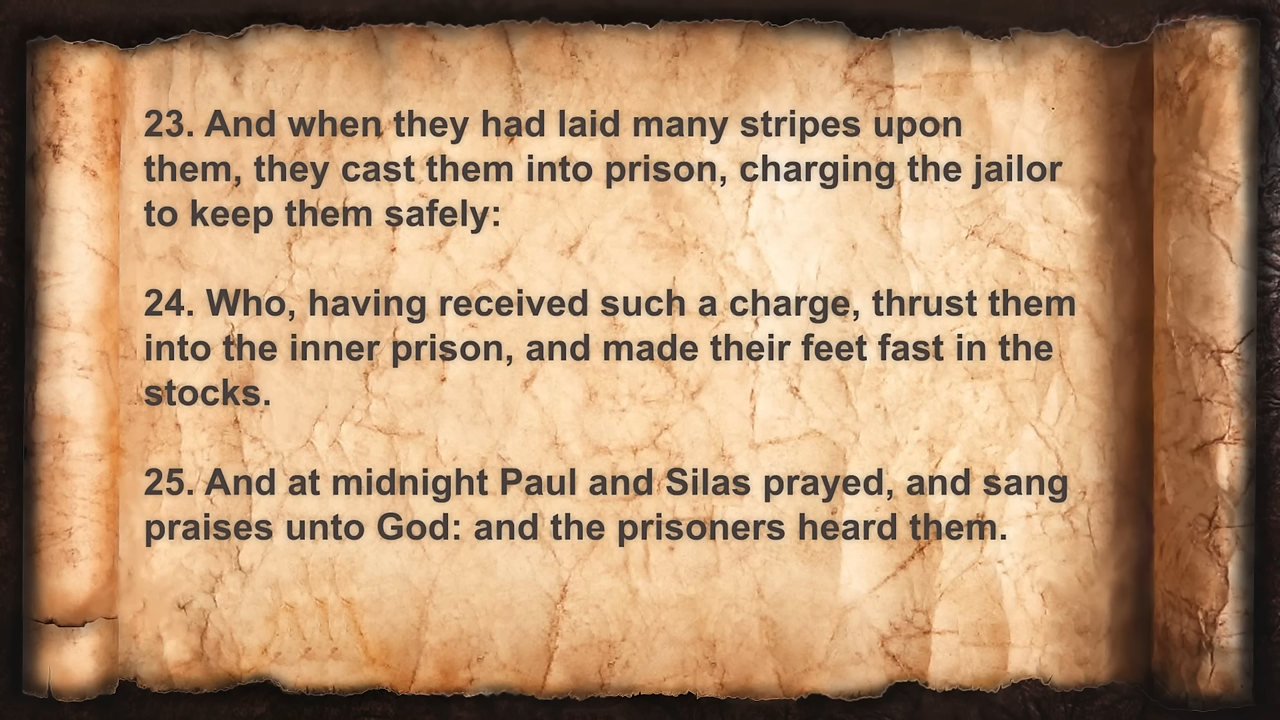 23. And when they had laid many stripes upon
them, they cast them into prison, charging the jailor
to keep them safely:
24. Who, having received such a charge, thrust them
into the inner prison, and made their feet fast in the
stocks.
25. And at midnight Paul and Silas prayed, and sang
praises unto God: and the prisoners heard them.